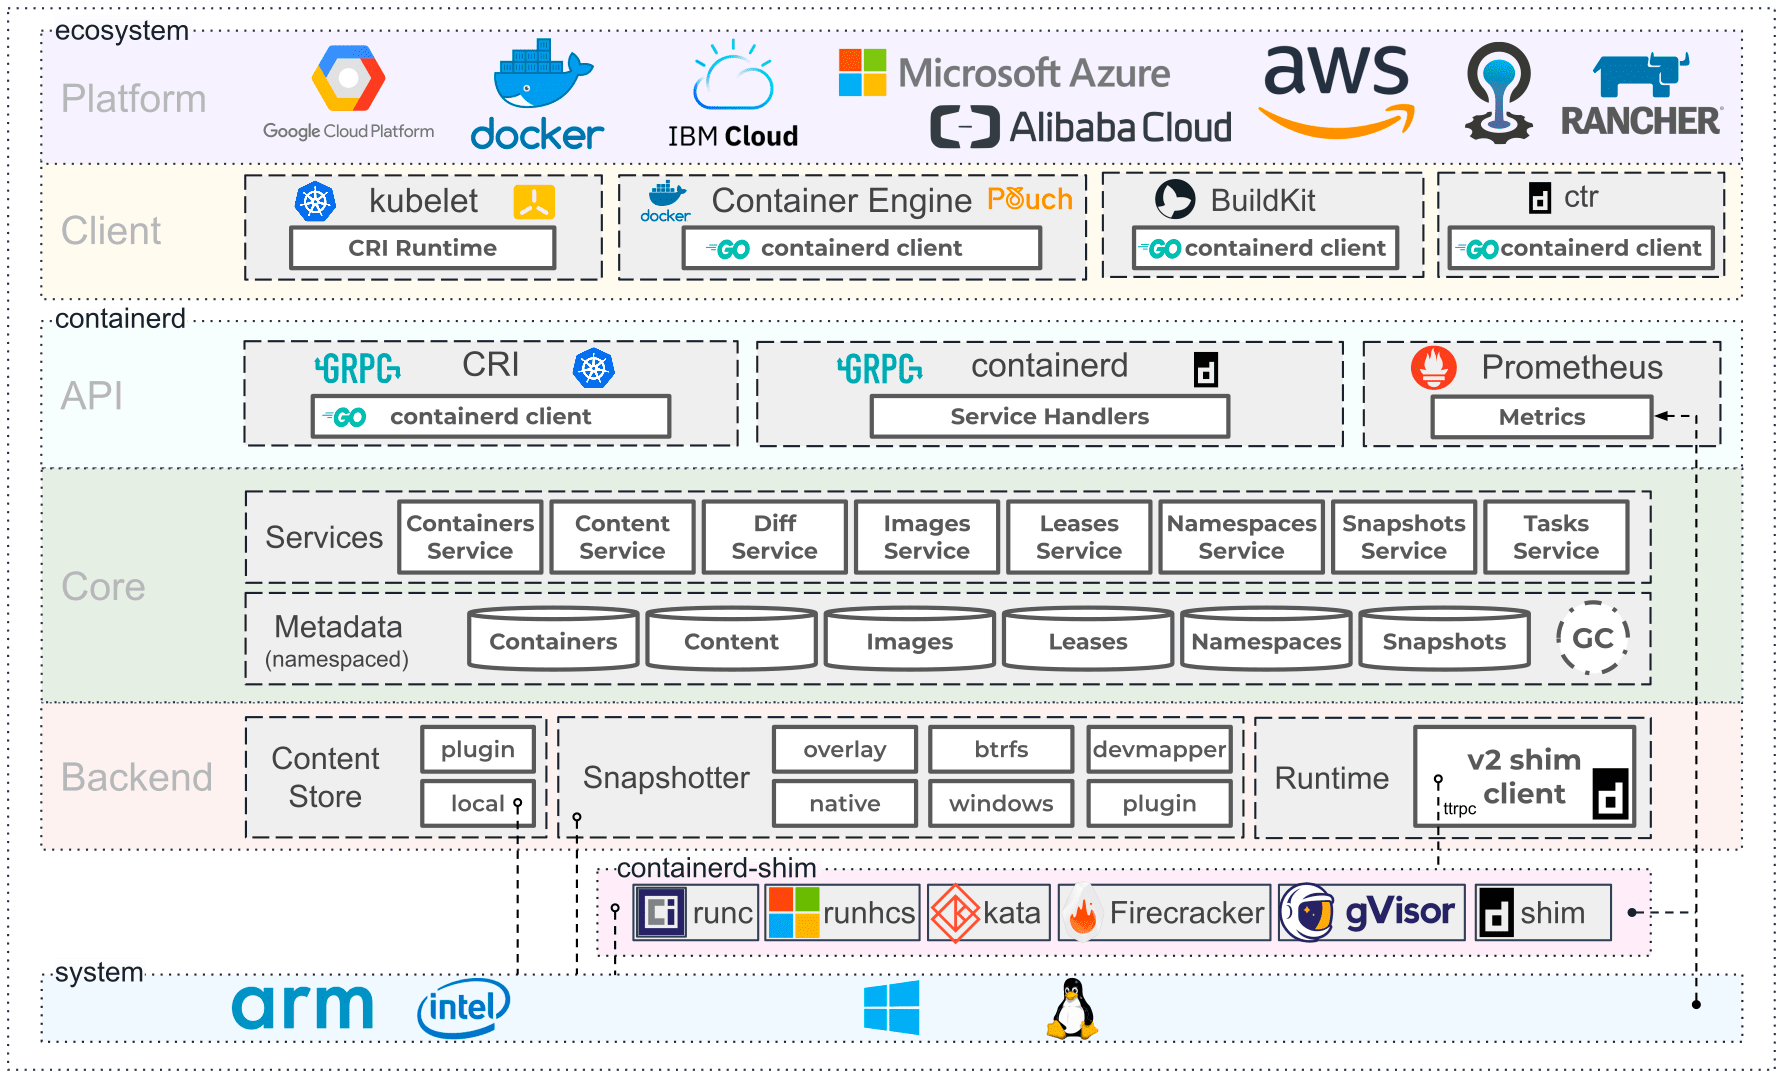 ecosystem
Platform
Google Cloud Platform
docker
IBM Cloud
Microsoft Azure
Alibaba Cloud
aws
RANCHER®
Client
kubelet
CRI Runtime
docker
Container Engine
Pouch
GO containerd client
BuildKit
GO containerd client
d
ctr
GO containerd client
containerd
API
GRPC
CRI
GO containerd client
GRPC
containerd
d
Service Handlers
Prometheus
Metrics
Core
Services
Containers
Service
Content
Service
Diff
Service
Images
Service
Leases
Service
Namespaces
Service
Snapshots
Service
Tasks
Service
Metadata
(namespaced)
Containers
Content
Images
Leases
Namespaces
Snapshots
GC
Backend
Content
Store
plugin
local
Snapshotter
overlay
btrfs
devmapper
native
windows
plugin
Runtime
v2 shim
client
ttrpc
d
containerd-shim
Ci
runc
runhcs
kata
Firecracker
gVisor
d
shim
system
arm
intel